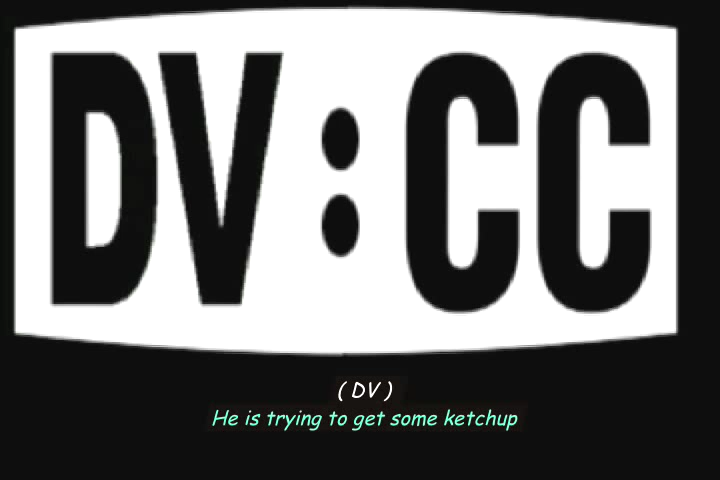 DV:CC
( DV )
He is trying to get some ketchup